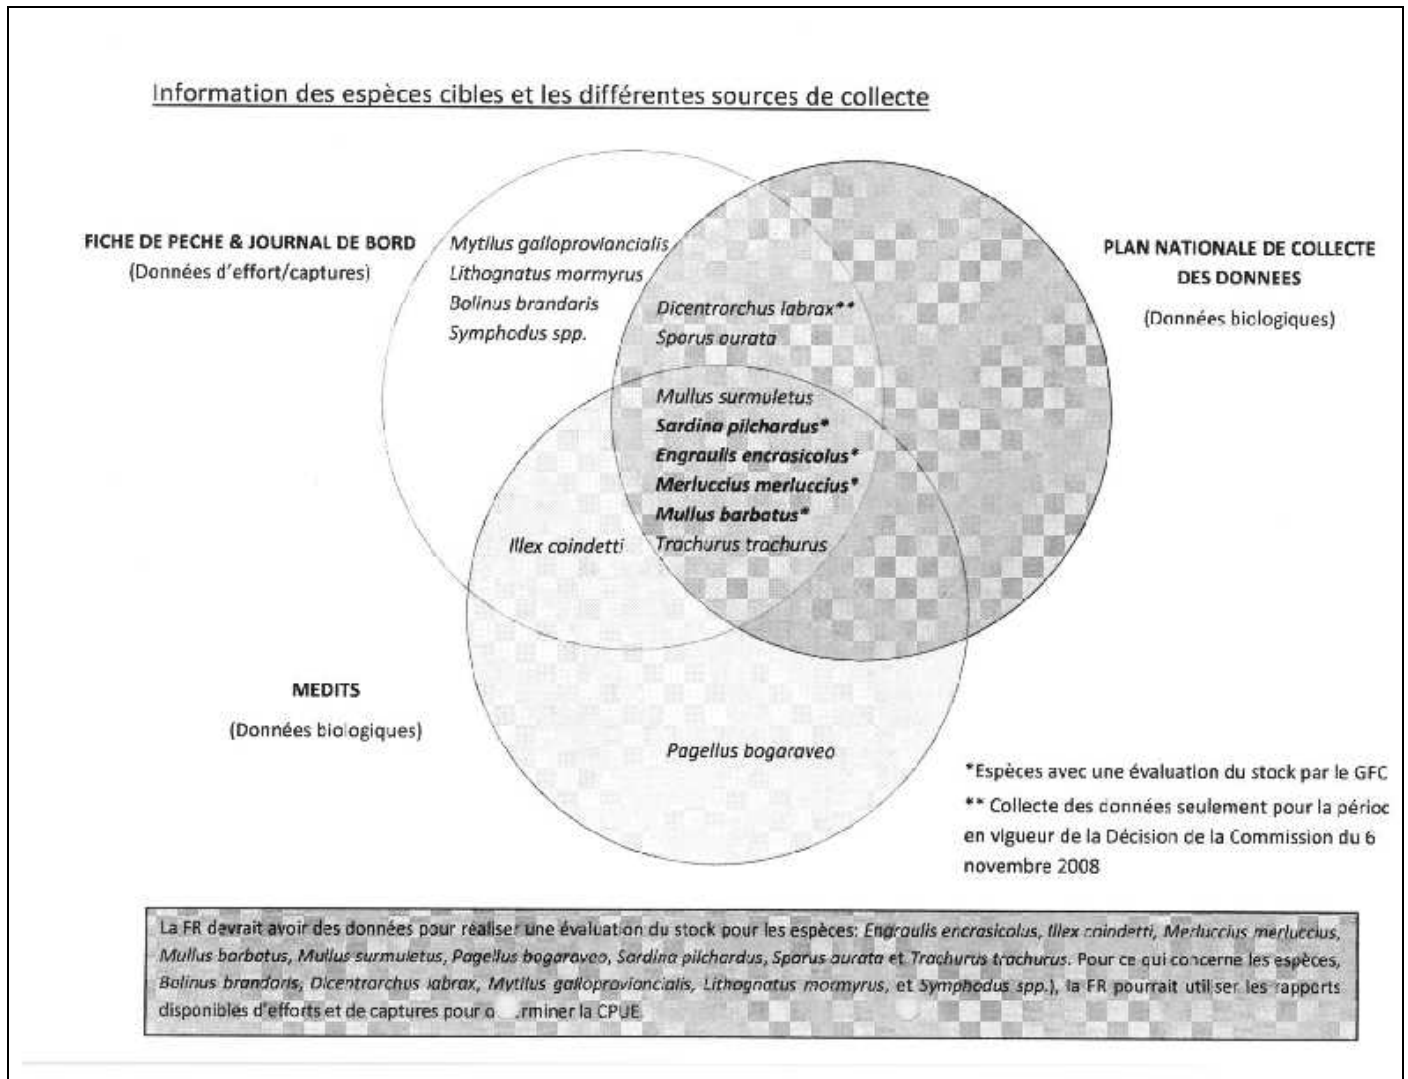 Information des espèces cibles et les différentes sources de collecte
FICHE DE PECHE & JOURNAL DE BORD
(Données d'effort/captures)
Mytilus galloproviancialis
Lithognatus mormyrus
Bolinus brandaris
Symphodus spp.
PLAN NATIONALE DE COLLECTE
DES DONNEES
(Données biologiques)
Dicentrarchus labrax**
Sparus aurata
Mullus surmuletus
Sardina pilchardus*
Engraulis encrasicolus*
Merluccius merluccius*
Mullus barbatus*
Trachurus trachurus
Illex coindetti
MEDITS
(Données biologiques)
Pagellus bogaraveo
*Espèces avec une évaluation du stock par le GFC
** Collecte des données seulement pour la périoc
en vigueur de la Décision de la Commission du 6
novembre 2008
La FR devrait avoir des données pour réaliser une évaluation du stock pour les espèces: Engraulis encrasicolus, Illex coindetti, Merluccius merluccius,
Mullus barbatus, Mullus surmuletus, Pagellus bogaraveo, Sardina pilchardus, Sparus aurata et Trachurus trachurus. Pour ce qui concerne les espèces,
Bolinus brandaris, Dicentrarchus labrax, Mytilus galloproviancialis, Lithognatus mormyrus, et Symphodus spp.), la FR pourrait utiliser les rapports
disponibles d'efforts et de captures pour la CPUE.